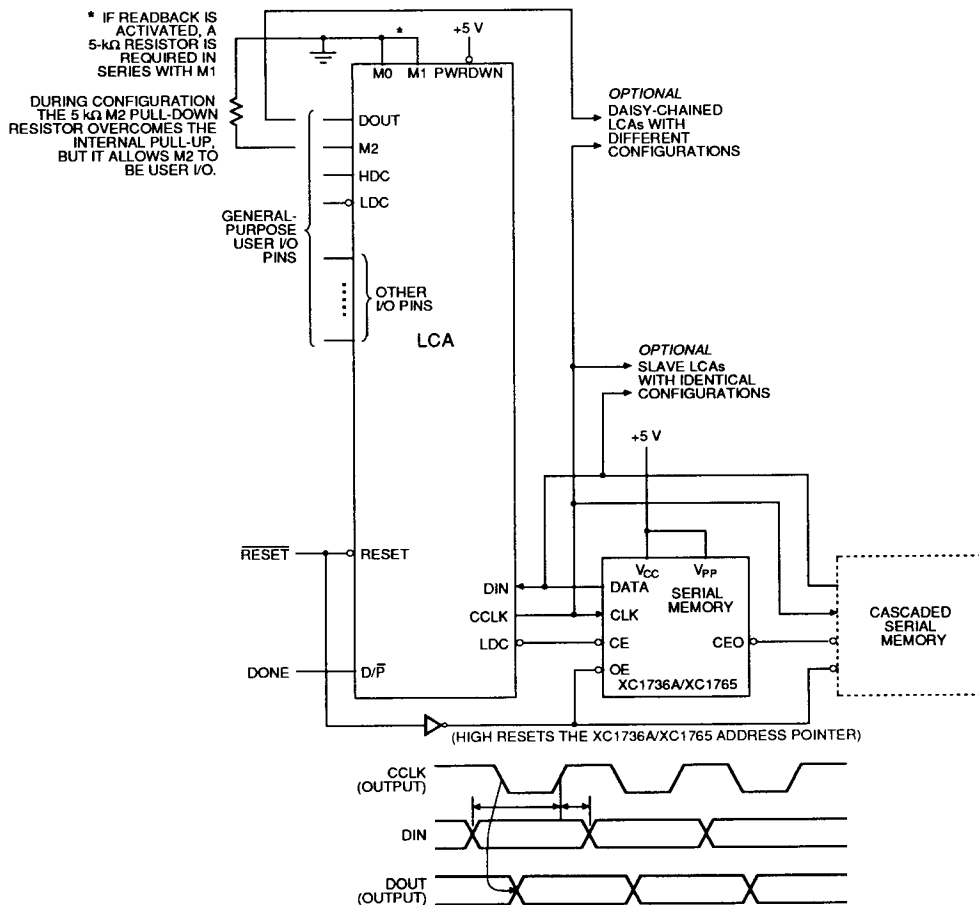 * IF READBACK IS
ACTIVATED, A
5-kΩ RESISTOR IS
REQUIRED IN
SERIES WITH M1
*
+5 V
M0
M1
PWRDWN
DURING CONFIGURATION
THE 5 kΩ M2 PULL-DOWN
RESISTOR OVERCOMES THE
INTERNAL PULL-UP,
BUT IT ALLOWS M2 TO
BE USER I/O.
DOUT
M2
HDC
LDC
OPTIONAL
DAISY-CHAINED
LCAs WITH
DIFFERENT
CONFIGURATIONS
GENERAL-
PURPOSE
USER I/O
PINS
OTHER
I/O PINS
LCA
OPTIONAL
SLAVE LCAs
WITH IDENTICAL
CONFIGURATIONS
+5 V
RESET
RESET
DIN
CCLK
LDC
VCC
VPP
DATA
SERIAL
MEMORY
CLK
CE
CEO
OE
XC1736A/XC1765
CASCADED
SERIAL
MEMORY
DONE
D/P̅
(HIGH RESETS THE XC1736A/XC1765 ADDRESS POINTER)
CCLK
(OUTPUT)
DIN
DOUT
(OUTPUT)